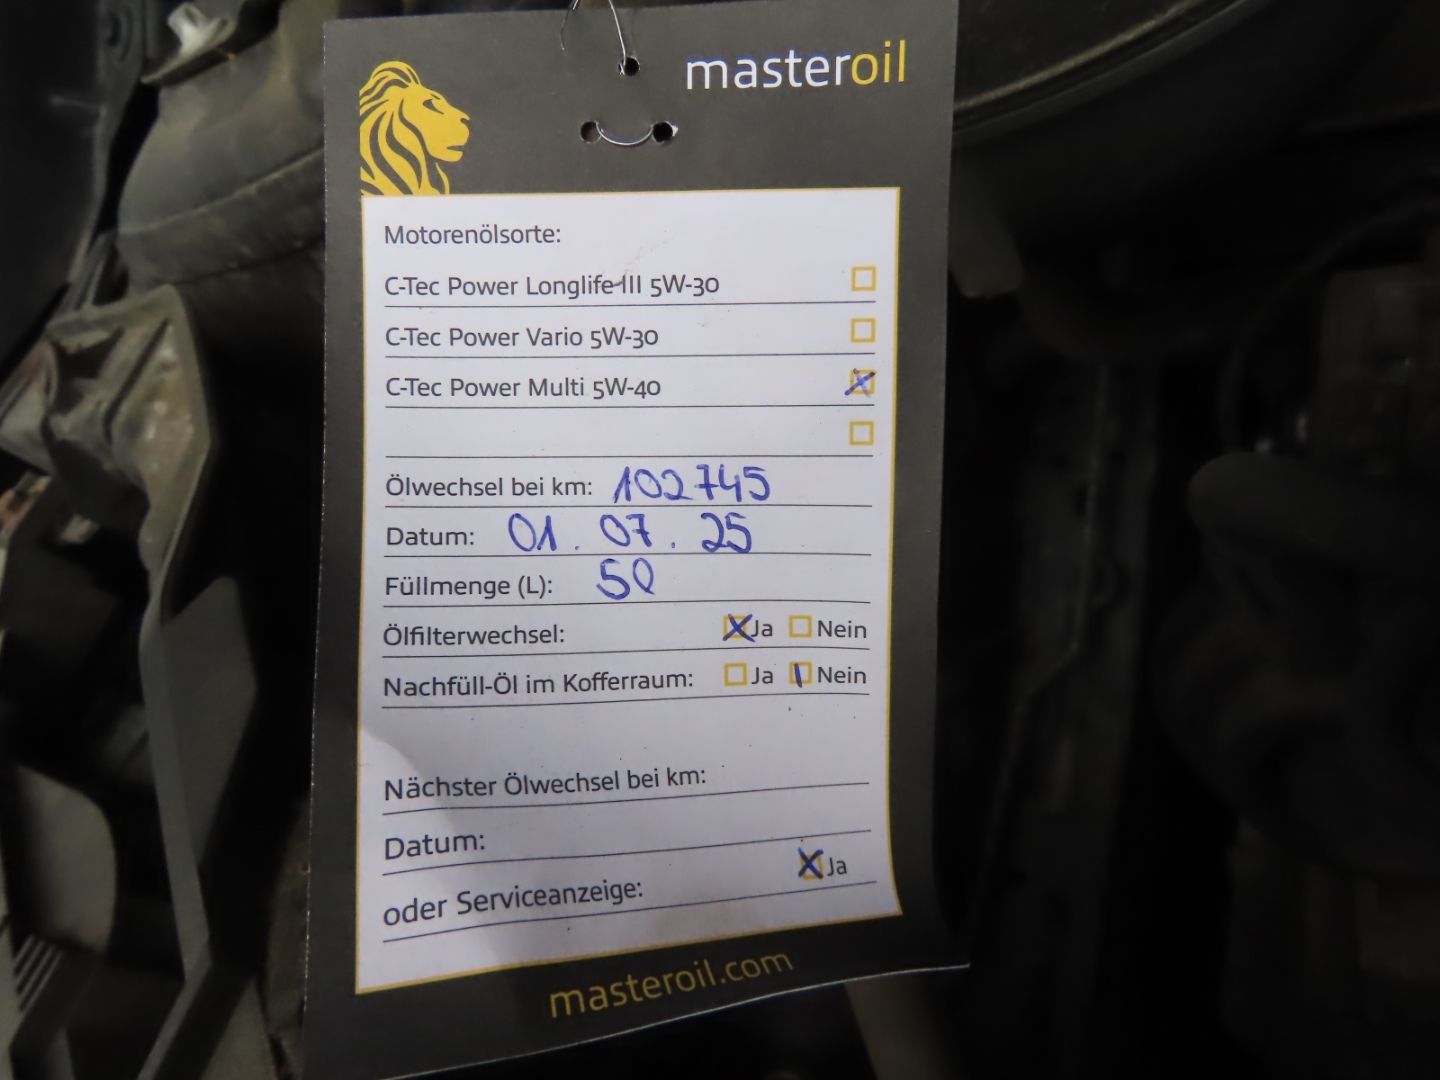 masteroil
Motorenölsorte:
C-Tec Power Longlife III 5W-30
C-Tec Power Vario 5W-30
C-Tec Power Multi 5W-40
Ölwechsel bei km: 102745
Datum: 01. 07. 25
Füllmenge (L): 5l
Ölfilterwechsel: Ja Nein
Nachfüll-Öl im Kofferraum: Ja Nein
Nächster Ölwechsel bei km:
Datum:
oder Serviceanzeige: Ja
masteroil.com